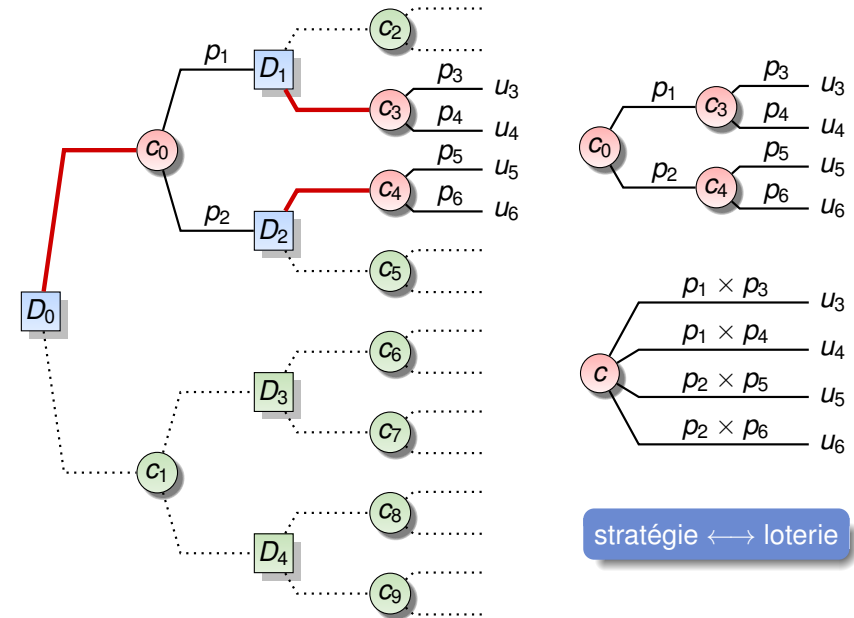 c2
p1
D1
p3
u3
c3
p4
u4
c0
p5
u5
c4
p2
p6
u6
D2
c5
D0
c6
D3
c7
c1
c8
D4
c9
p3
u3
p1
c3
p4
u4
c0
p5
u5
p2
c4
p6
u6
p1 × p3
u3
p1 × p4
u4
c
p2 × p5
u5
p2 × p6
u6
stratégie ⟷ loterie